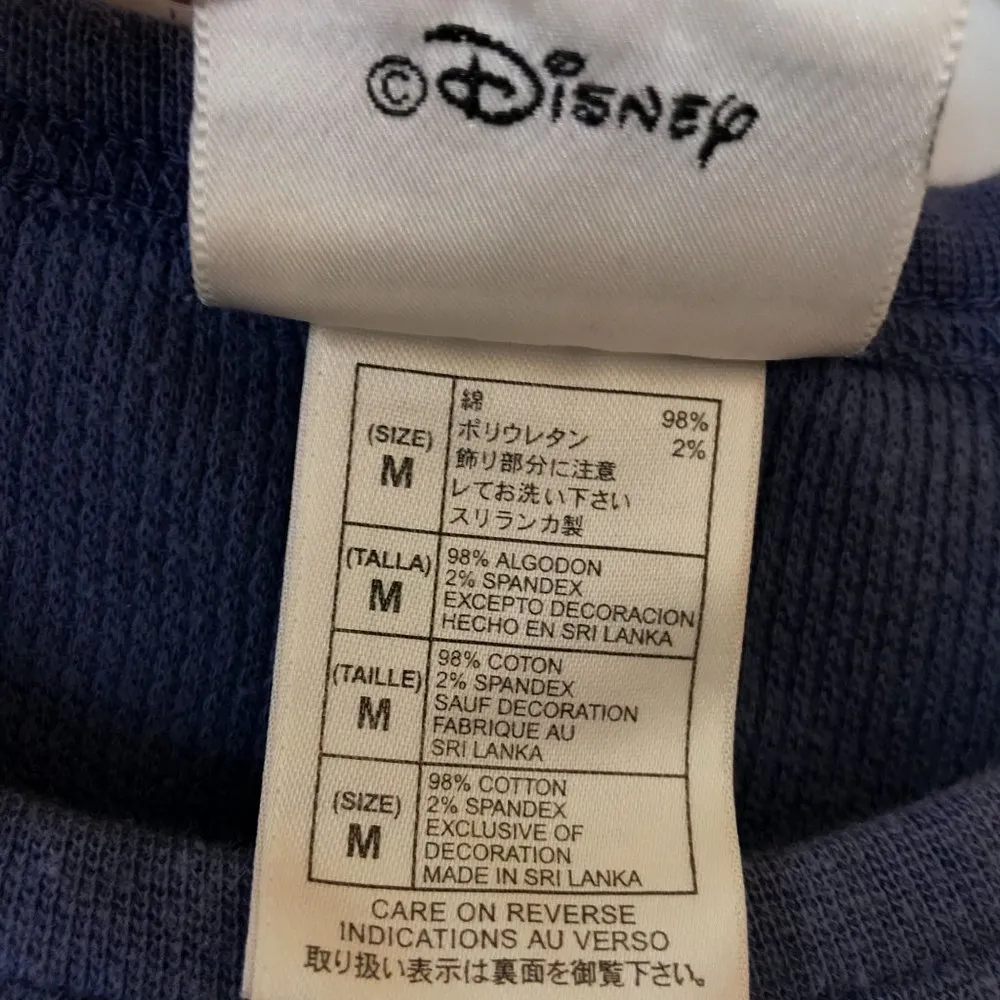 © Disney
(SIZE)
M
綿 98%
ポリウレタン 2%
飾り部分に注意
レてお洗い下さい
スリランカ製
(TALLA)
M
98% ALGODON
2% SPANDEX
EXCEPTO DECORACION
HECHO EN SRI LANKA
(TAILLE)
M
98% COTON
2% SPANDEX
SAUF DECORATION
FABRIQUE AU
SRI LANKA
(SIZE)
M
98% COTTON
2% SPANDEX
EXCLUSIVE OF
DECORATION
MADE IN SRI LANKA
CARE ON REVERSE
INDICATIONS AU VERSO
取り扱い表示は裏面を御覧下さい。